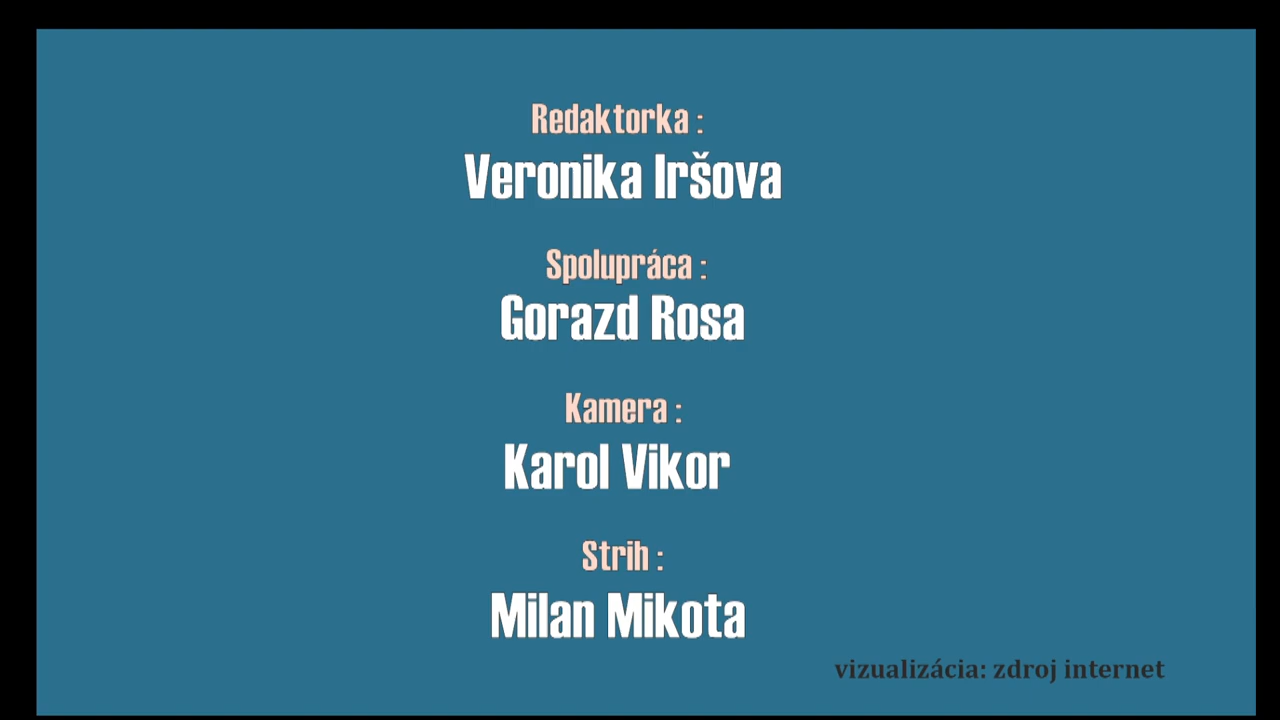 Redaktorka :
Veronika Iršova
Spolupráca :
Gorazd Rosa
Kamera :
Karol Vikor
Strih :
Milan Mikota
vizualizácia: zdroj internet